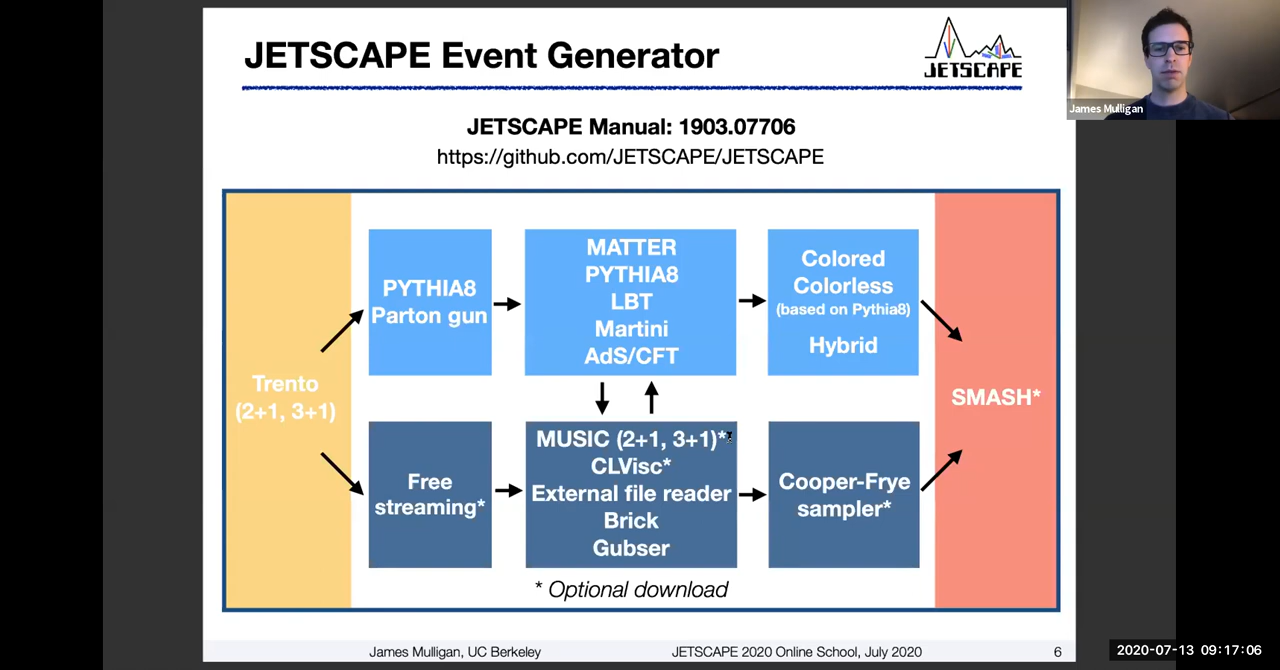 JETSCAPE Event Generator
JETSCAPE
James Mulligan
JETSCAPE Manual: 1903.07706
https://github.com/JETSCAPE/JETSCAPE
Trento
(2+1, 3+1)
PYTHIA8
Parton gun
MATTER
PYTHIA8
LBT
Martini
AdS/CFT
Colored
Colorless
(based on Pythia8)
Hybrid
Free
streaming*
MUSIC (2+1, 3+1)*
CLVisc*
External file reader
Brick
Gubser
Cooper-Frye
sampler*
SMASH*
* Optional download
James Mulligan, UC Berkeley
JETSCAPE 2020 Online School, July 2020
6
2020-07-13 09:17:06